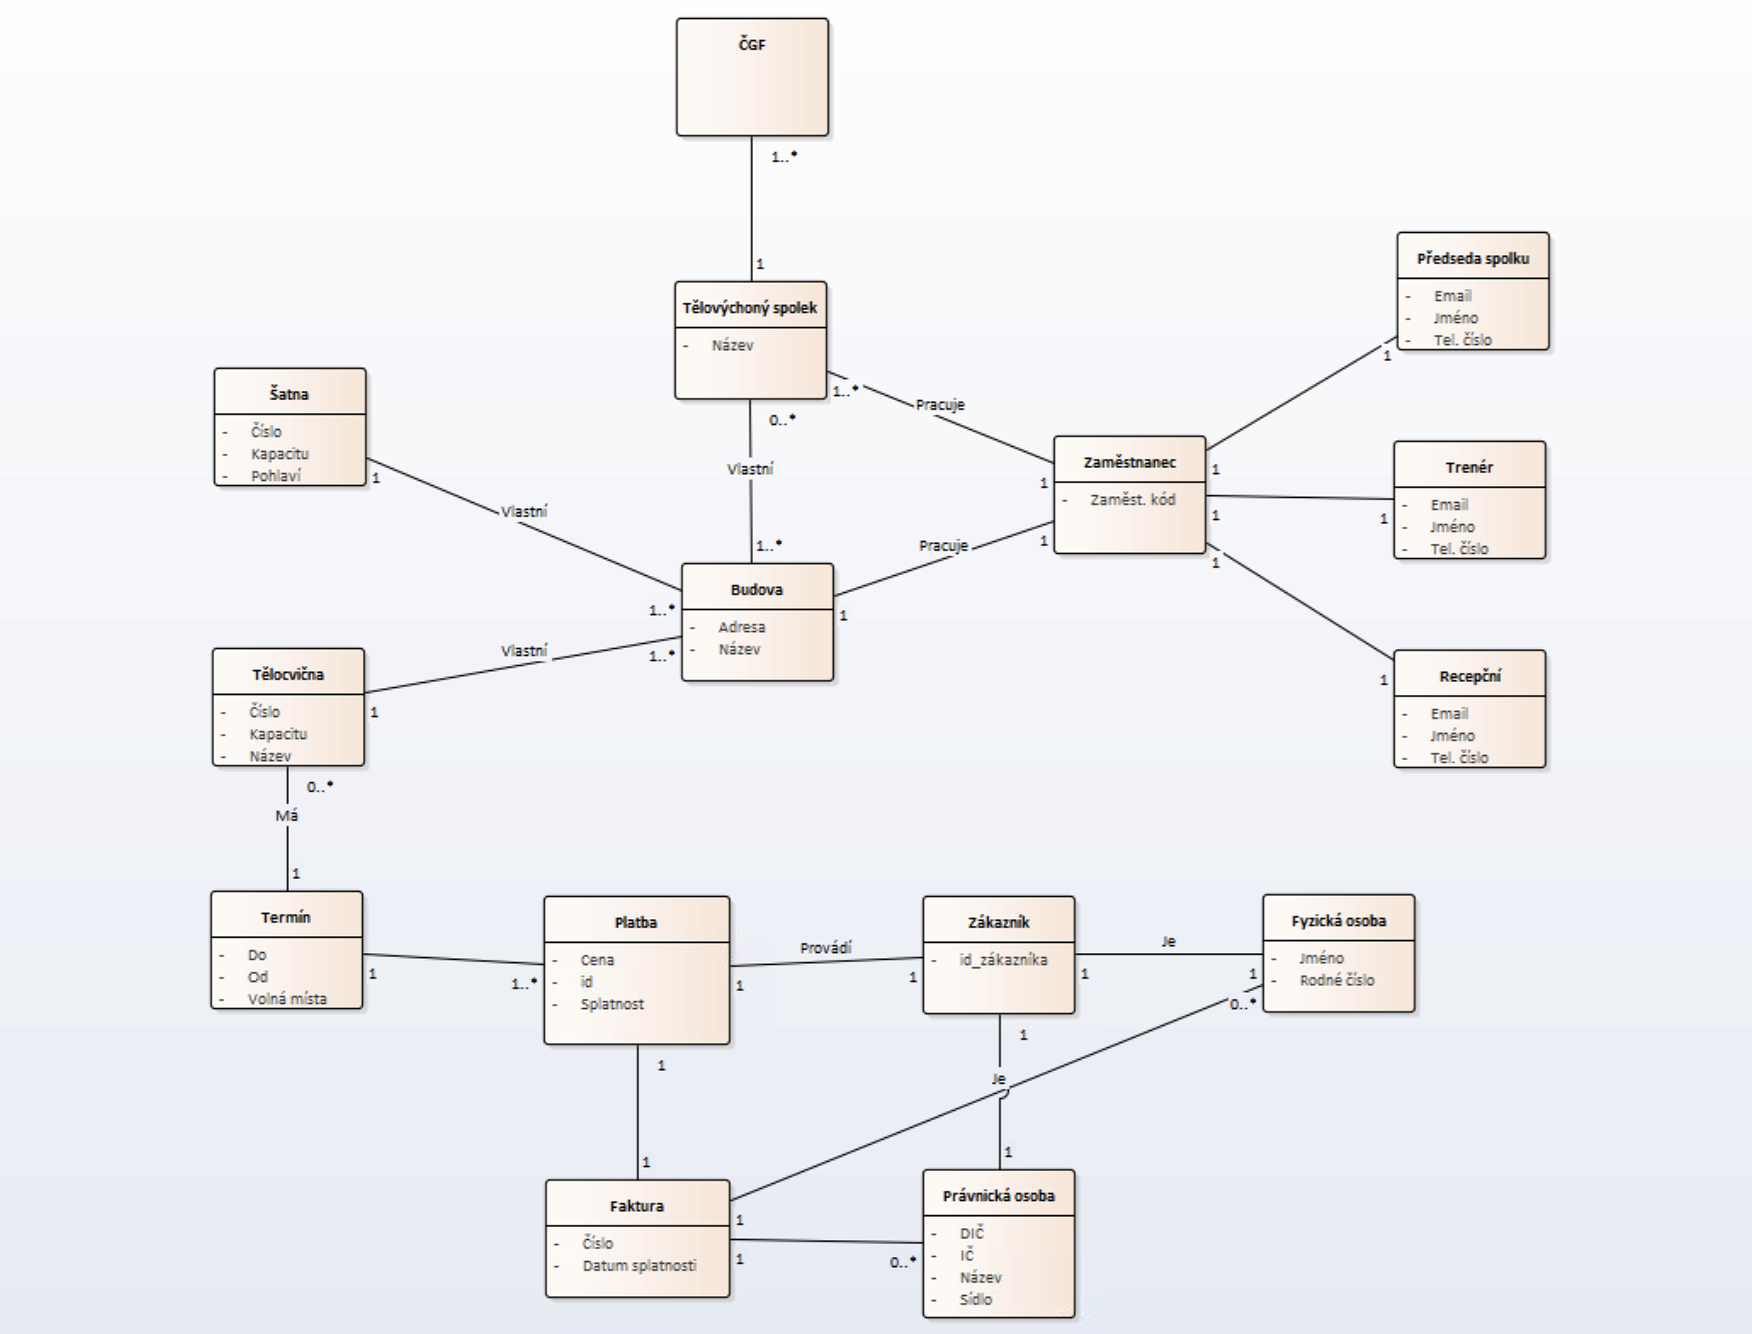 ČGF
1..*
1
Tělovýchoný spolek
- Název
1..*
0..*
Pracuje
Vlastní
1..*
Předseda spolku
- Email
- Jméno
- Tel. číslo
1
Šatna
- Číslo
- Kapacitu
- Pohlaví
1
Vlastní
1..*
Zaměstnanec
- Zaměst. kód
1
1
1
1
1
Trenér
- Email
- Jméno
- Tel. číslo
1
Pracuje
Budova
- Adresa
- Název
1
1..*
Vlastní
Recepční
- Email
- Jméno
- Tel. číslo
1
Tělocvična
- Číslo
- Kapacitu
- Název
1
0..*
Má
1
Termín
- Do
- Od
- Volná místa
1
1..*
Platba
- Cena
- id
- Splatnost
Provádí
1
1
1
Zákazník
- id_zákazníka
Je
1
1
1
Fyzická osoba
- Jméno
- Rodné číslo
0..*
Je
1
1
Faktura
- Číslo
- Datum splatnosti
1
1
0..*
Právnická osoba
- DIČ
- IČ
- Název
- Sídlo